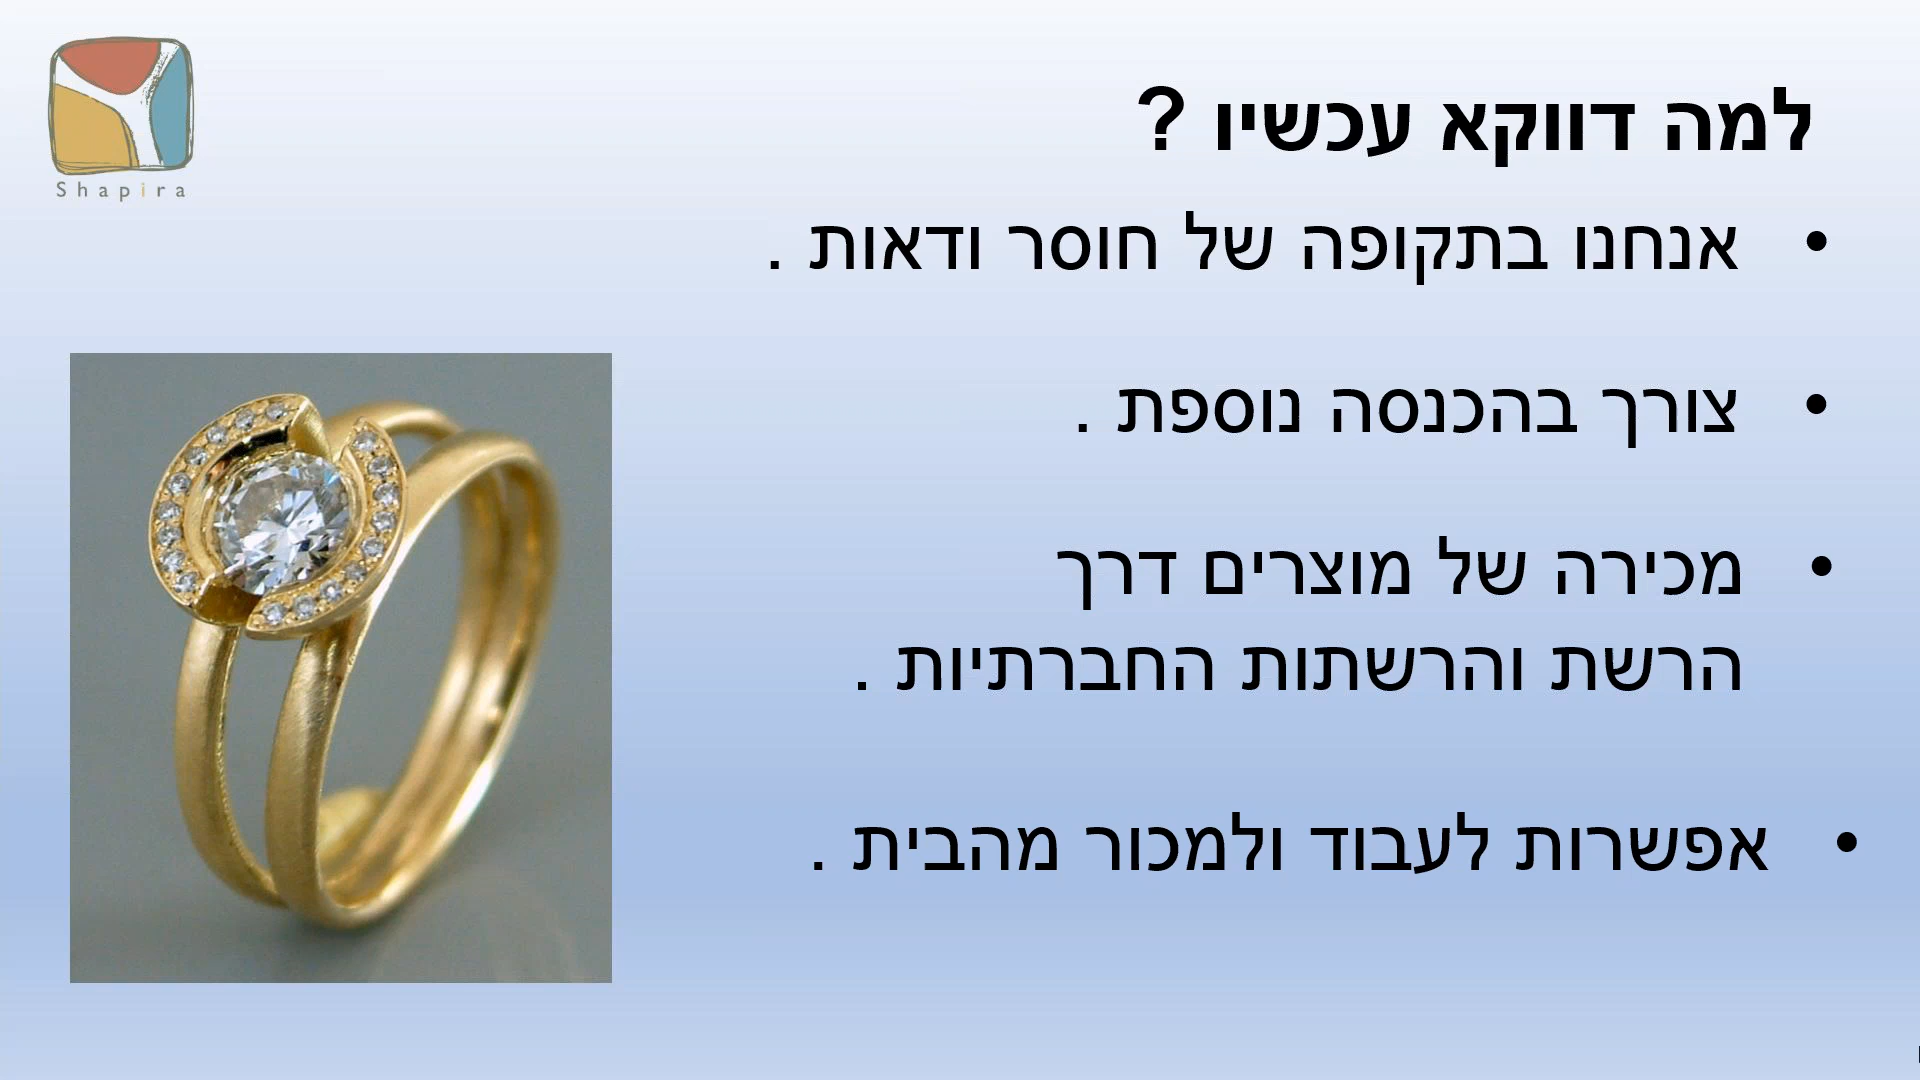 Shapira
למה דווקא עכשיו ?
• אנחנו בתקופה של חוסר ודאות .
• צורך בהכנסה נוספת .
• מכירה של מוצרים דרך
הרשת והרשתות החברתיות .
• אפשרות לעבוד ולמכור מהבית .